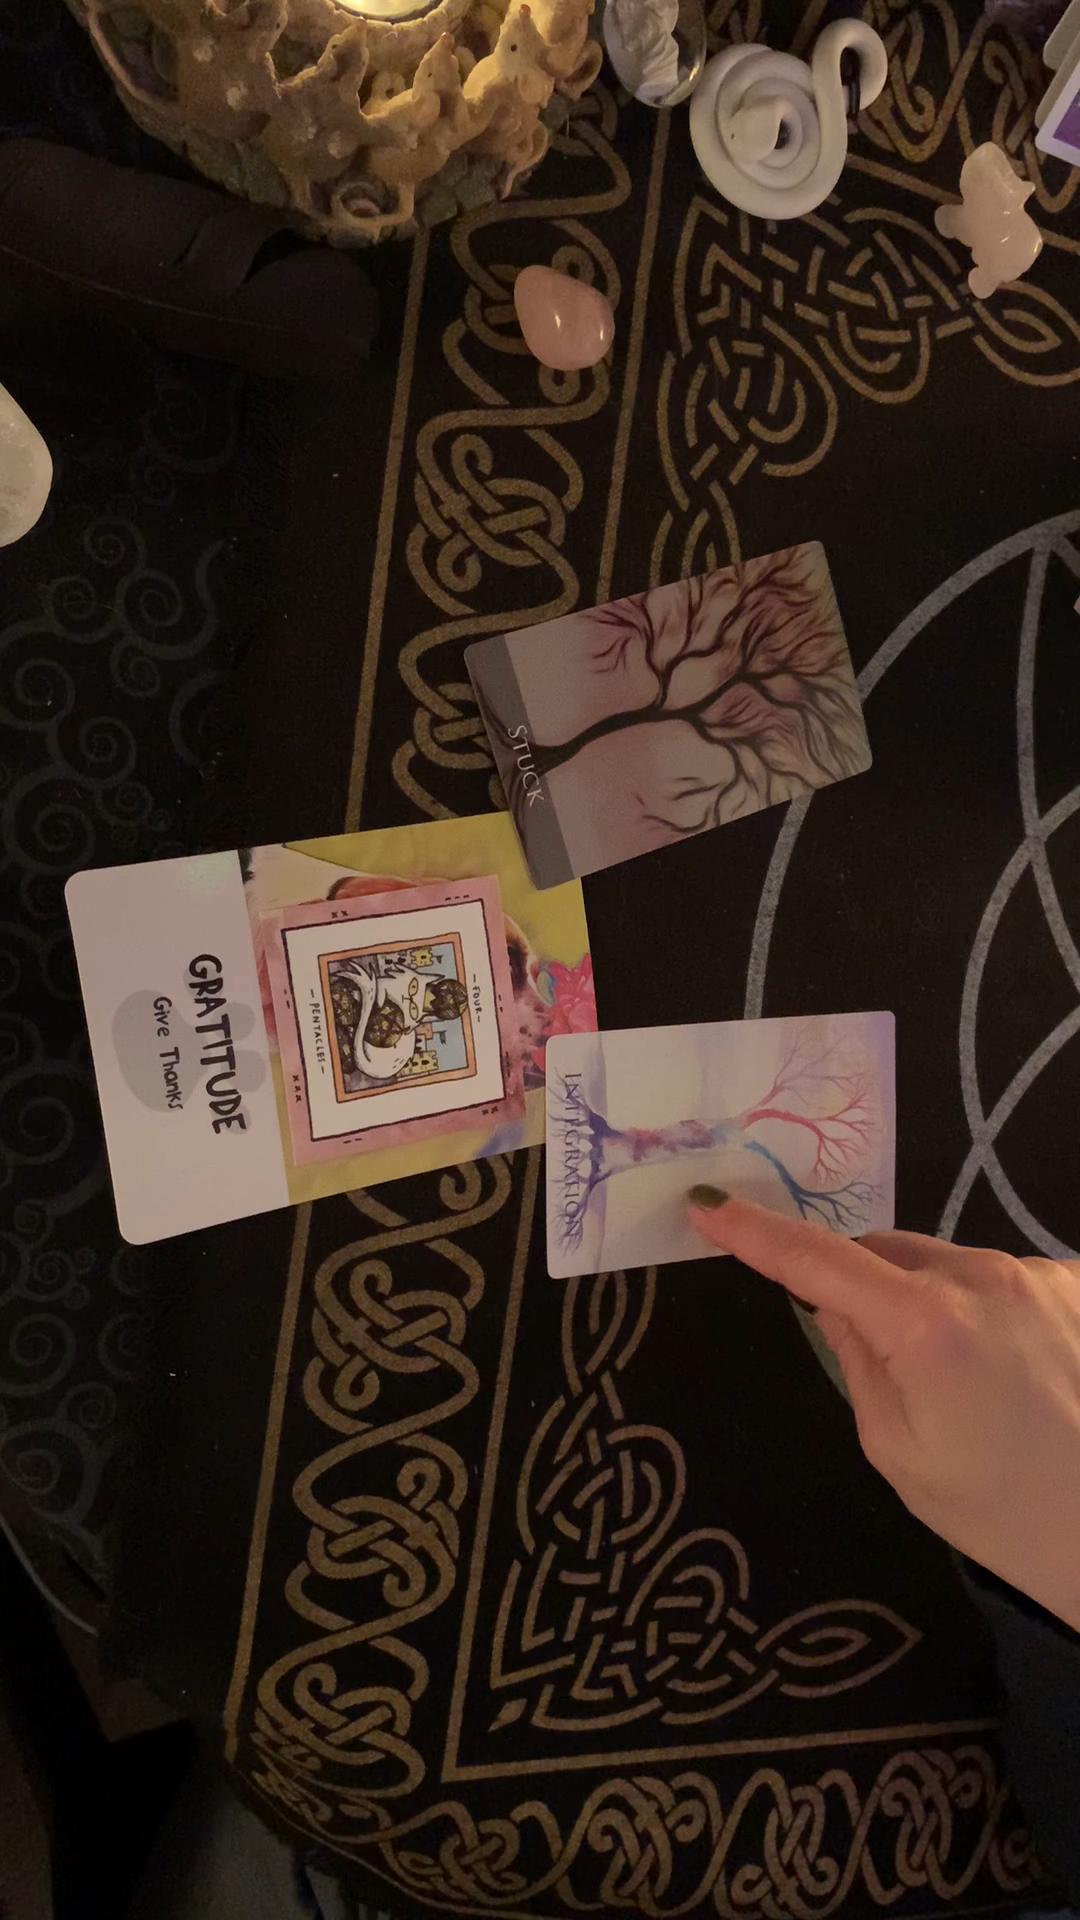 STUCK
GRATITUDE
Give Thanks
—FOUR—
—PENTACLES—
INTEGRATION